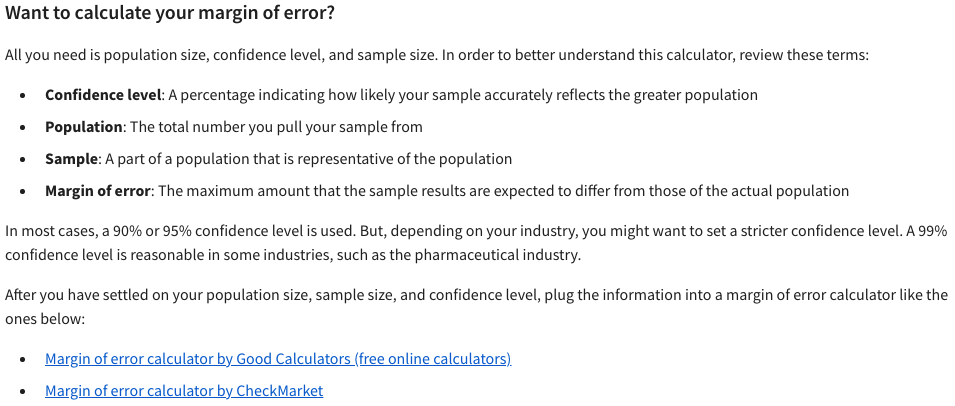 Want to calculate your margin of error?
All you need is population size, confidence level, and sample size. In order to better understand this calculator, review these terms:
• Confidence level: A percentage indicating how likely your sample accurately reflects the greater population
• Population: The total number you pull your sample from
• Sample: A part of a population that is representative of the population
• Margin of error: The maximum amount that the sample results are expected to differ from those of the actual population
In most cases, a 90% or 95% confidence level is used. But, depending on your industry, you might want to set a stricter confidence level. A 99%
confidence level is reasonable in some industries, such as the pharmaceutical industry.
After you have settled on your population size, sample size, and confidence level, plug the information into a margin of error calculator like the
ones below:
• Margin of error calculator by Good Calculators (free online calculators)
• Margin of error calculator by CheckMarket